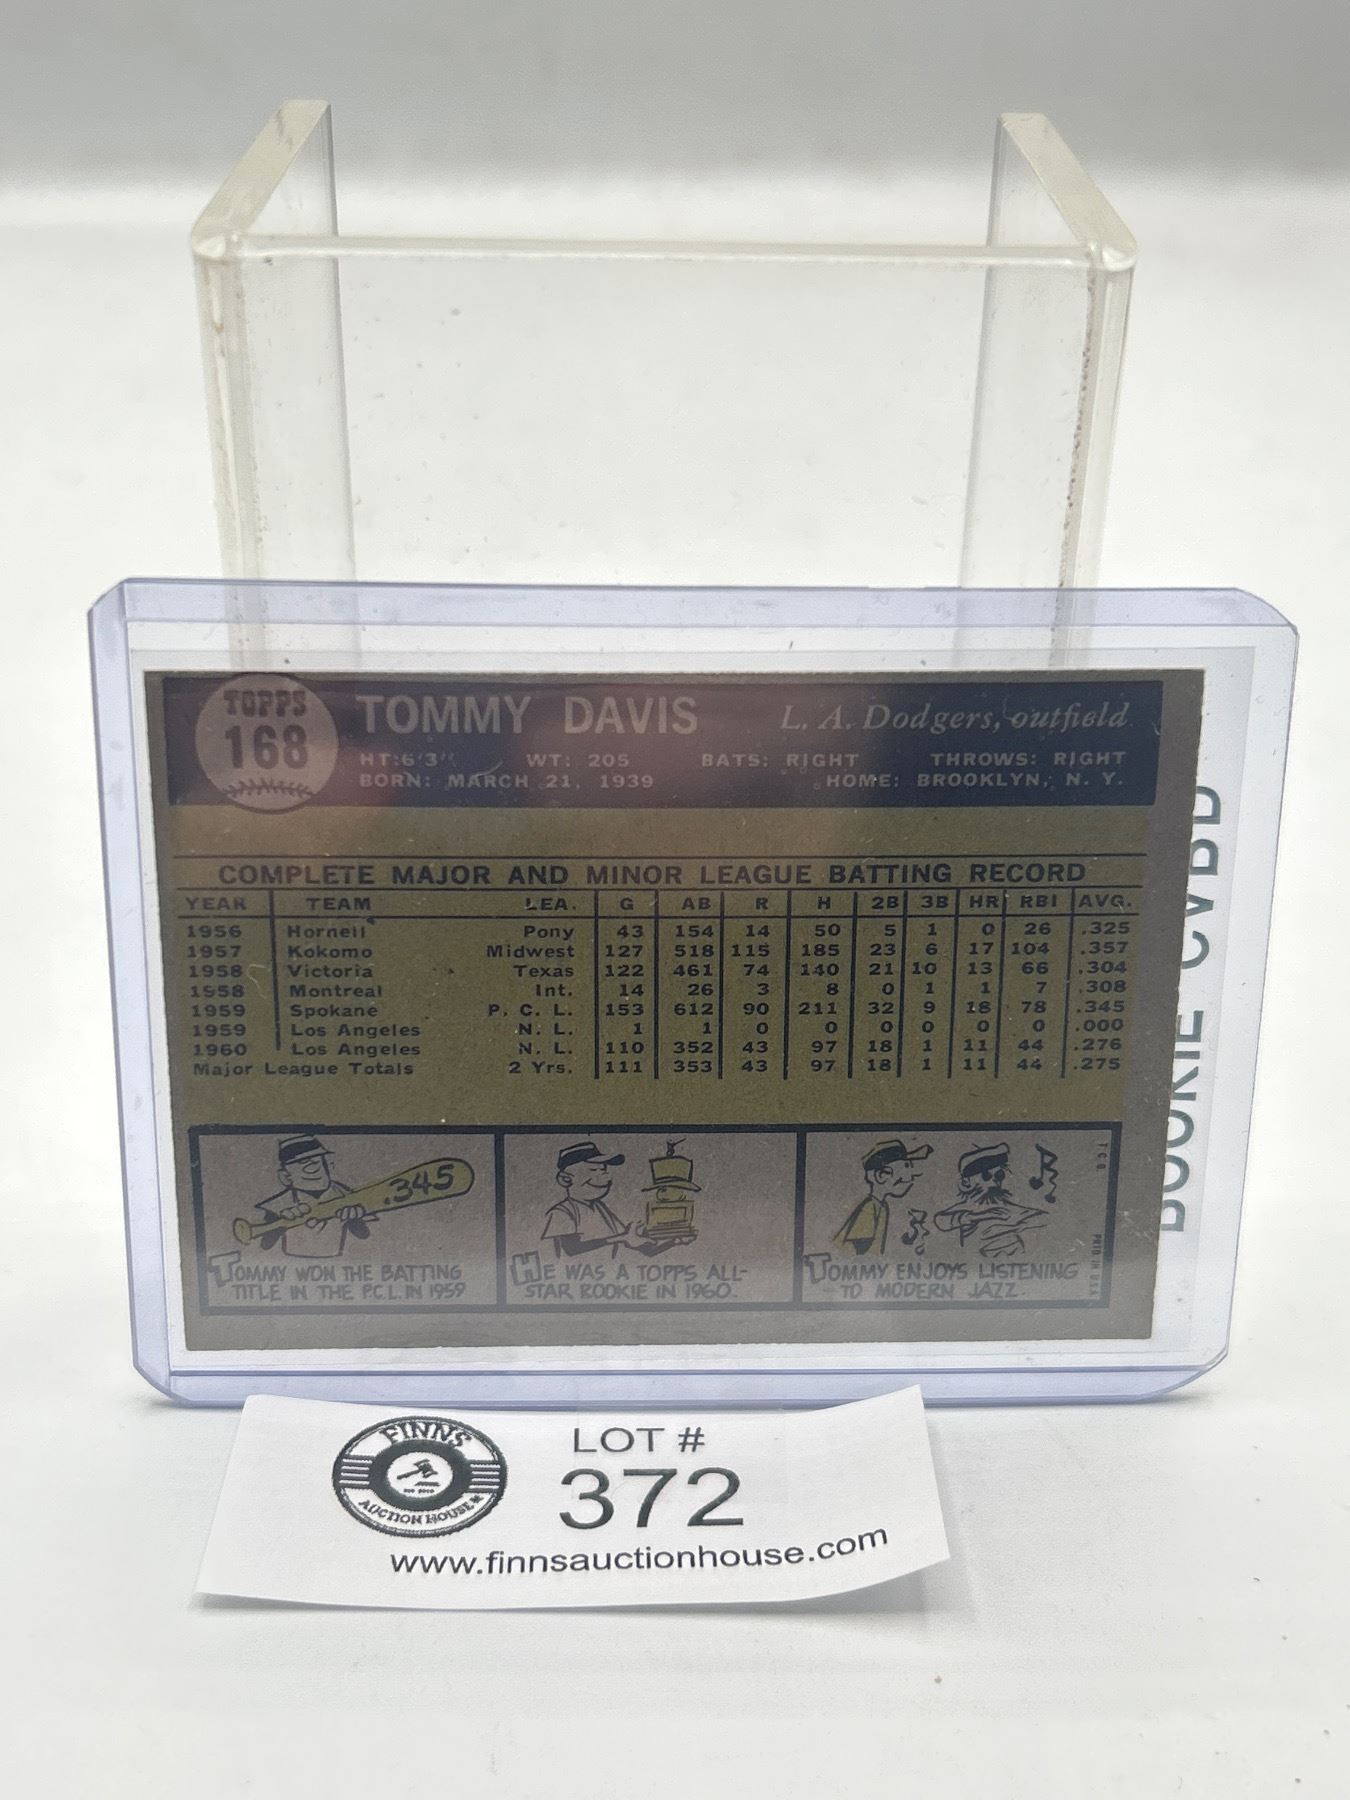 TOPPS
168
TOMMY DAVIS
L. A. Dodgers, outfield
HT:6'3" WT: 205 BATS: RIGHT THROWS: RIGHT
BORN: MARCH 21, 1939 HOME: BROOKLYN, N. Y.
COMPLETE MAJOR AND MINOR LEAGUE BATTING RECORD
YEAR TEAM LEA. G AB R H 2B 3B HR RBI AVG.
1956 Hornell Pony 43 154 14 50 5 1 0 26 .325
1957 Kokomo Midwest 127 518 115 185 23 6 17 104 .357
1958 Victoria Texas 122 461 74 140 21 10 13 66 .304
1958 Montreal Int. 14 26 3 8 0 1 1 7 .308
1959 Spokane P. C. L. 153 612 90 211 32 9 18 78 .345
1959 Los Angeles N. L. 1 1 0 0 0 0 0 0 .000
1960 Los Angeles N. L. 110 352 43 97 18 1 11 44 .276
Major League Totals 2 Yrs. 111 353 43 97 18 1 11 44 .275
.345
TOMMY WON THE BATTING
TITLE IN THE P.C.L. IN 1959
HE WAS A TOPPS ALL-
STAR ROOKIE IN 1960.
TOMMY ENJOYS LISTENING
TO MODERN JAZZ.
T.C.G.
PRTD. IN U.S.A.
ROOKIE CARD
FINNS
AUCTION HOUSE
LOT #
372
www.finnsauctionhouse.com